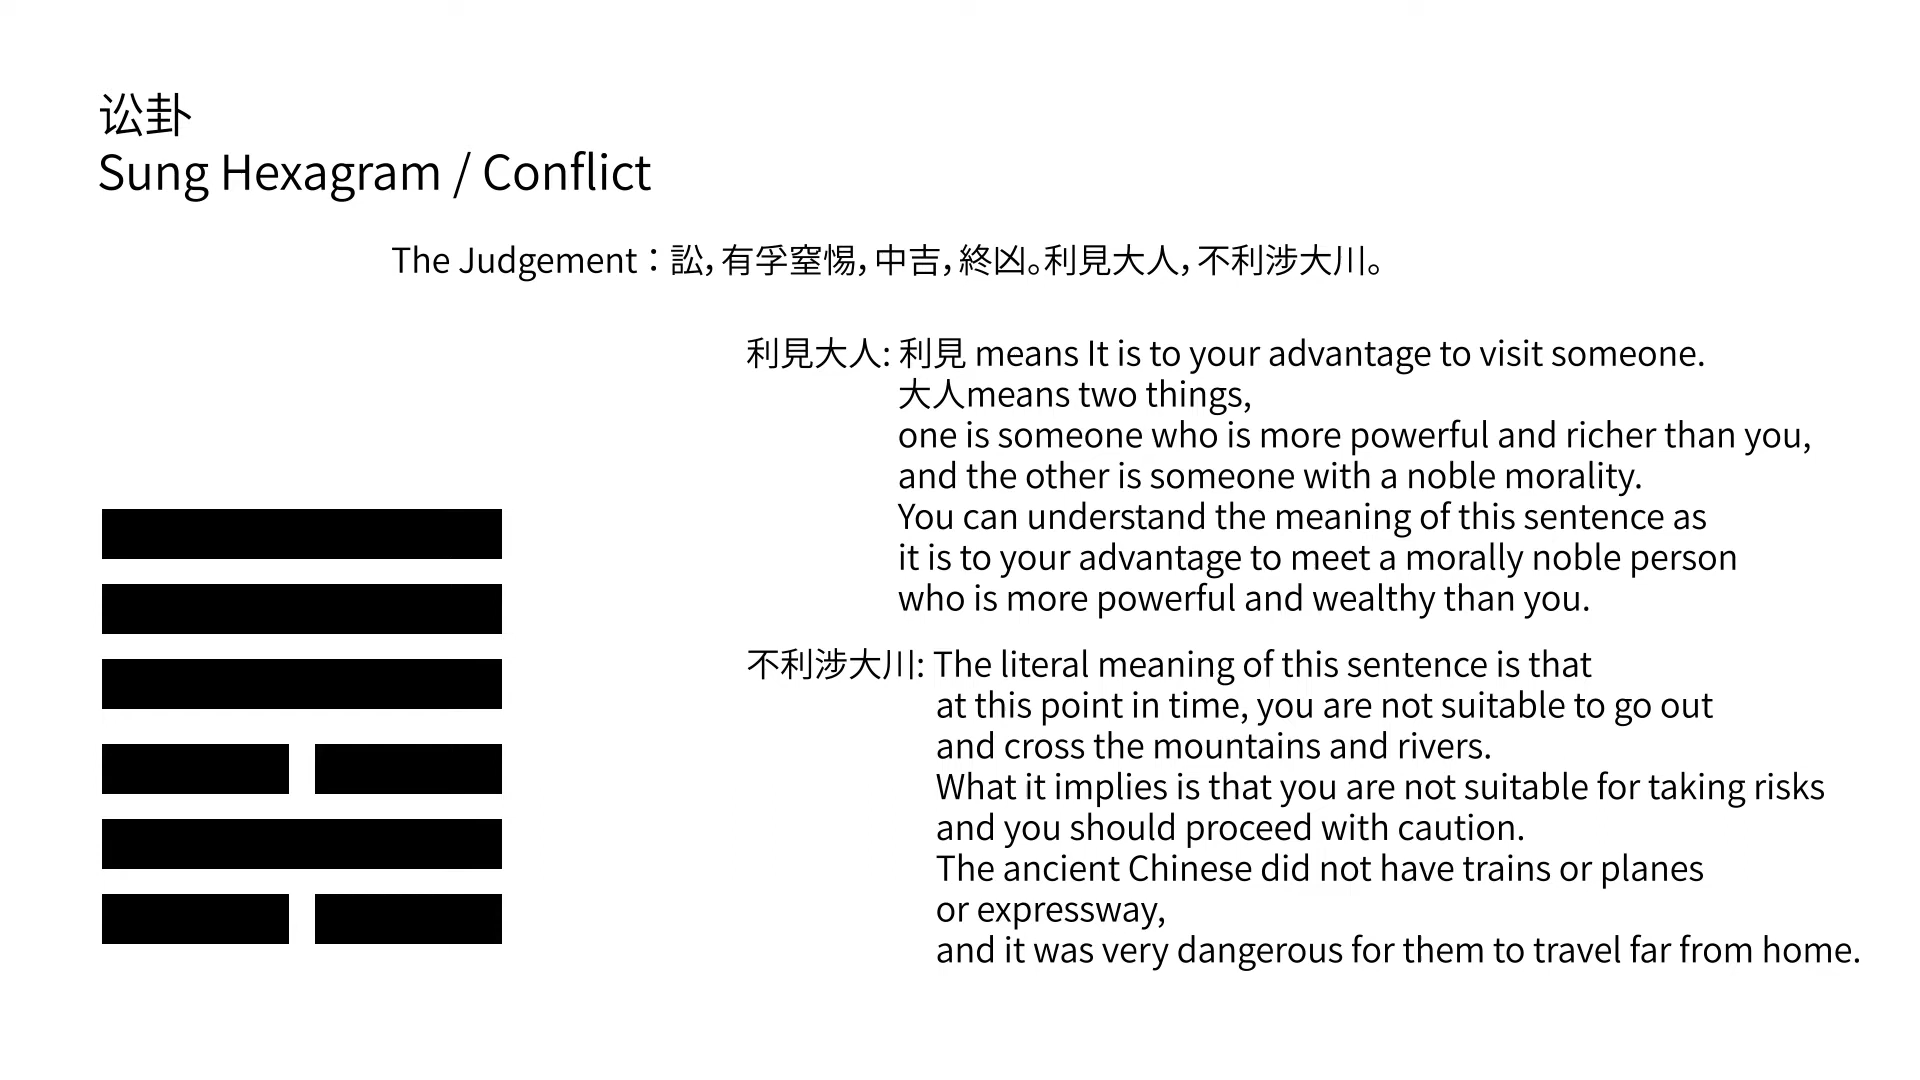 讼卦
Sung Hexagram / Conflict
The Judgement：訟，有孚窒惕，中吉，終凶。利見大人，不利涉大川。
利見大人: 利見 means It is to your advantage to visit someone.
大人means two things,
one is someone who is more powerful and richer than you,
and the other is someone with a noble morality.
You can understand the meaning of this sentence as
it is to your advantage to meet a morally noble person
who is more powerful and wealthy than you.
不利涉大川: The literal meaning of this sentence is that
at this point in time, you are not suitable to go out
and cross the mountains and rivers.
What it implies is that you are not suitable for taking risks
and you should proceed with caution.
The ancient Chinese did not have trains or planes
or expressway,
and it was very dangerous for them to travel far from home.